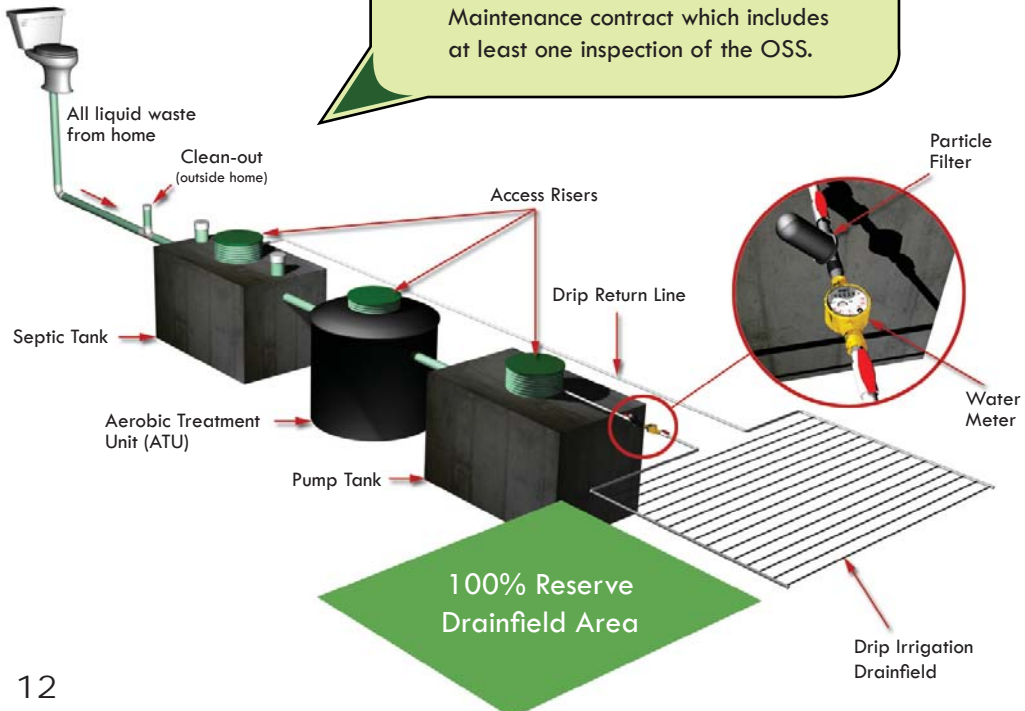 Maintenance contract which includes
at least one inspection of the OSS.
All liquid waste
from home
Clean-out
(outside home)
Access Risers
Particle
Filter
Drip Return Line
Septic Tank
Aerobic Treatment
Unit (ATU)
Water
Meter
Pump Tank
100% Reserve
Drainfield Area
Drip Irrigation
Drainfield
12